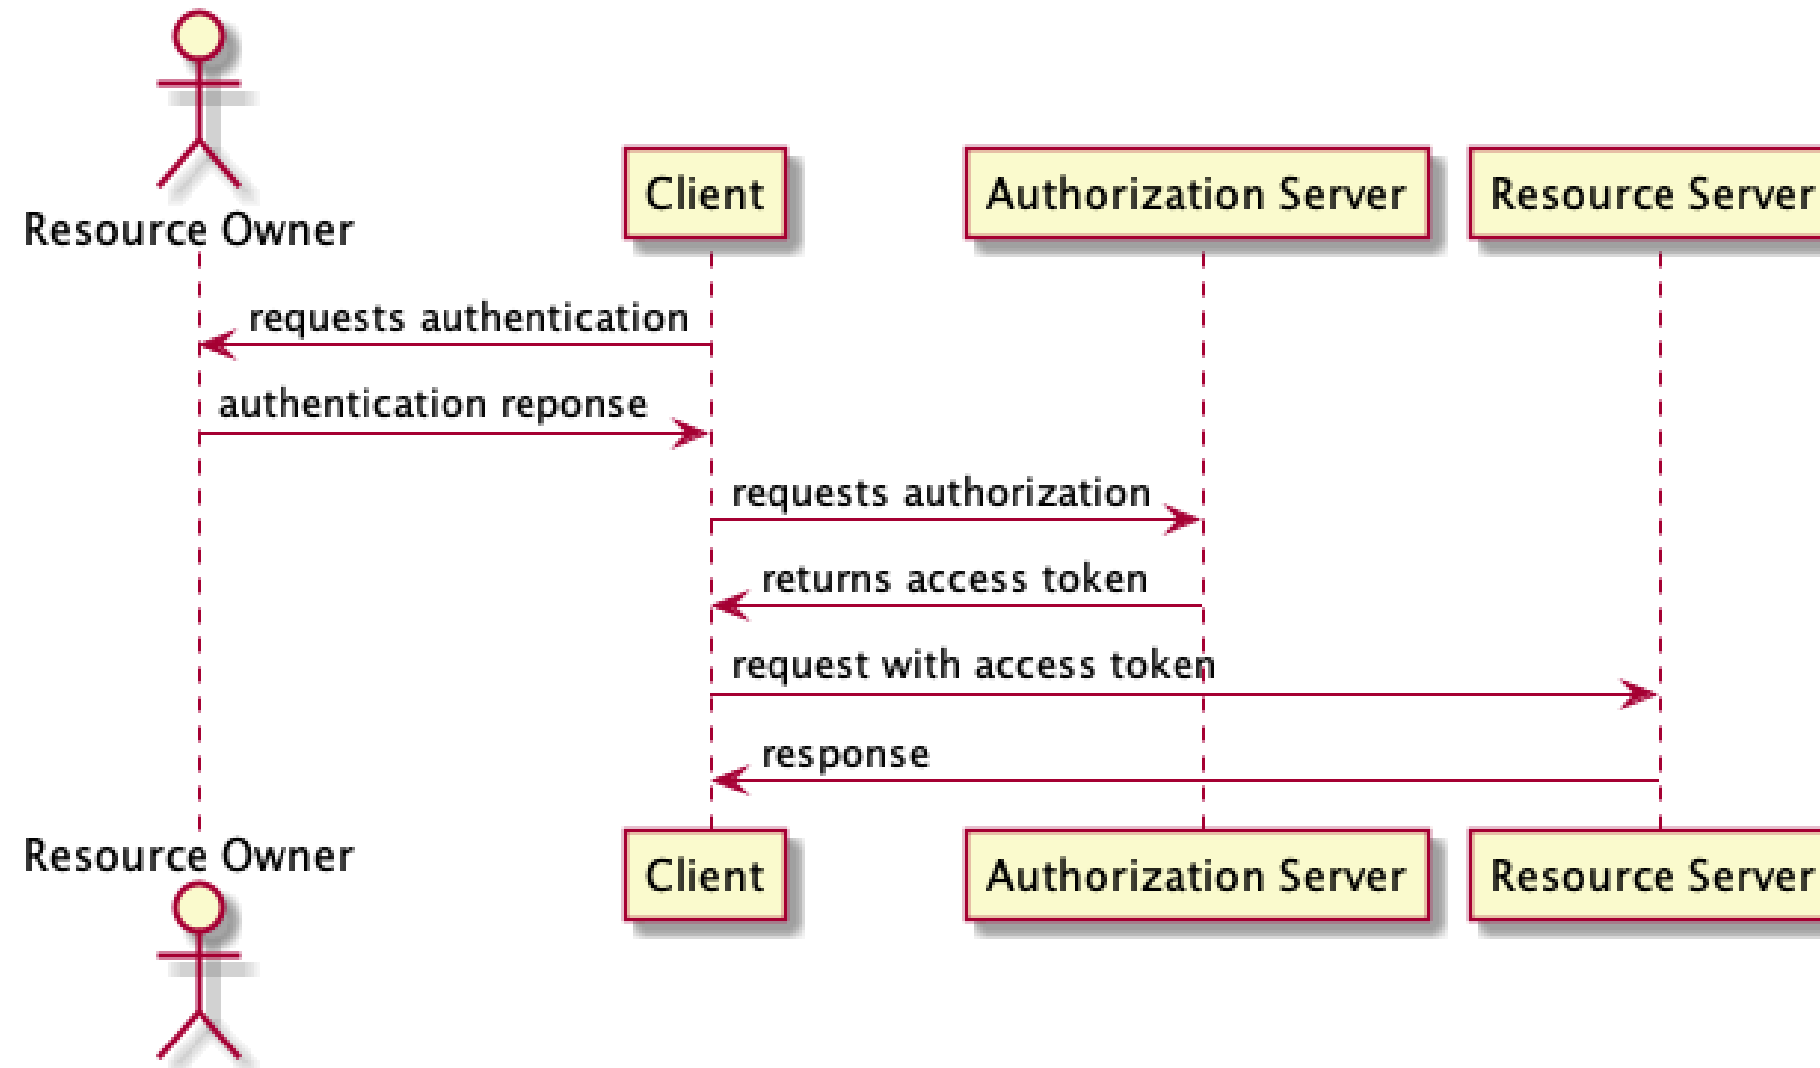 Resource Owner
Client
Authorization Server
Resource Server
requests authentication
authentication reponse
requests authorization
returns access token
request with access token
response
Resource Owner
Client
Authorization Server
Resource Server